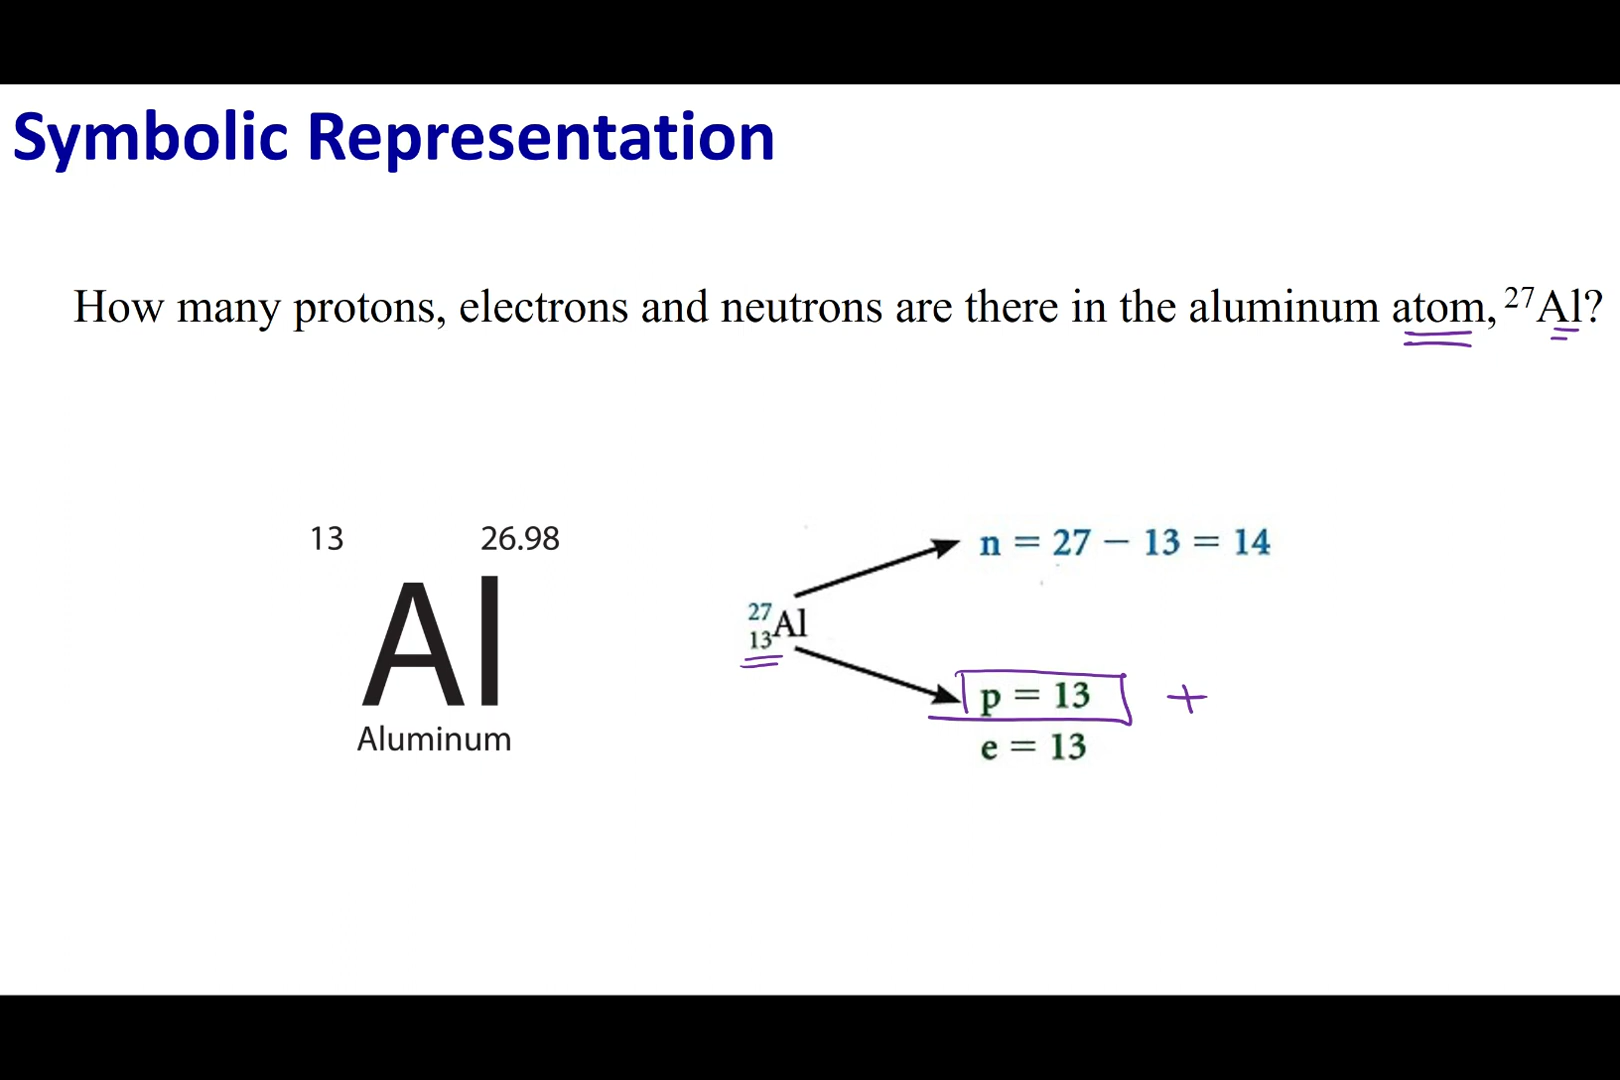 Symbolic Representation
How many protons, electrons and neutrons are there in the aluminum atom, ²⁷Al?
13 26.98
Al
Aluminum
²⁷₁₃Al
n = 27 − 13 = 14
p = 13 +
e = 13